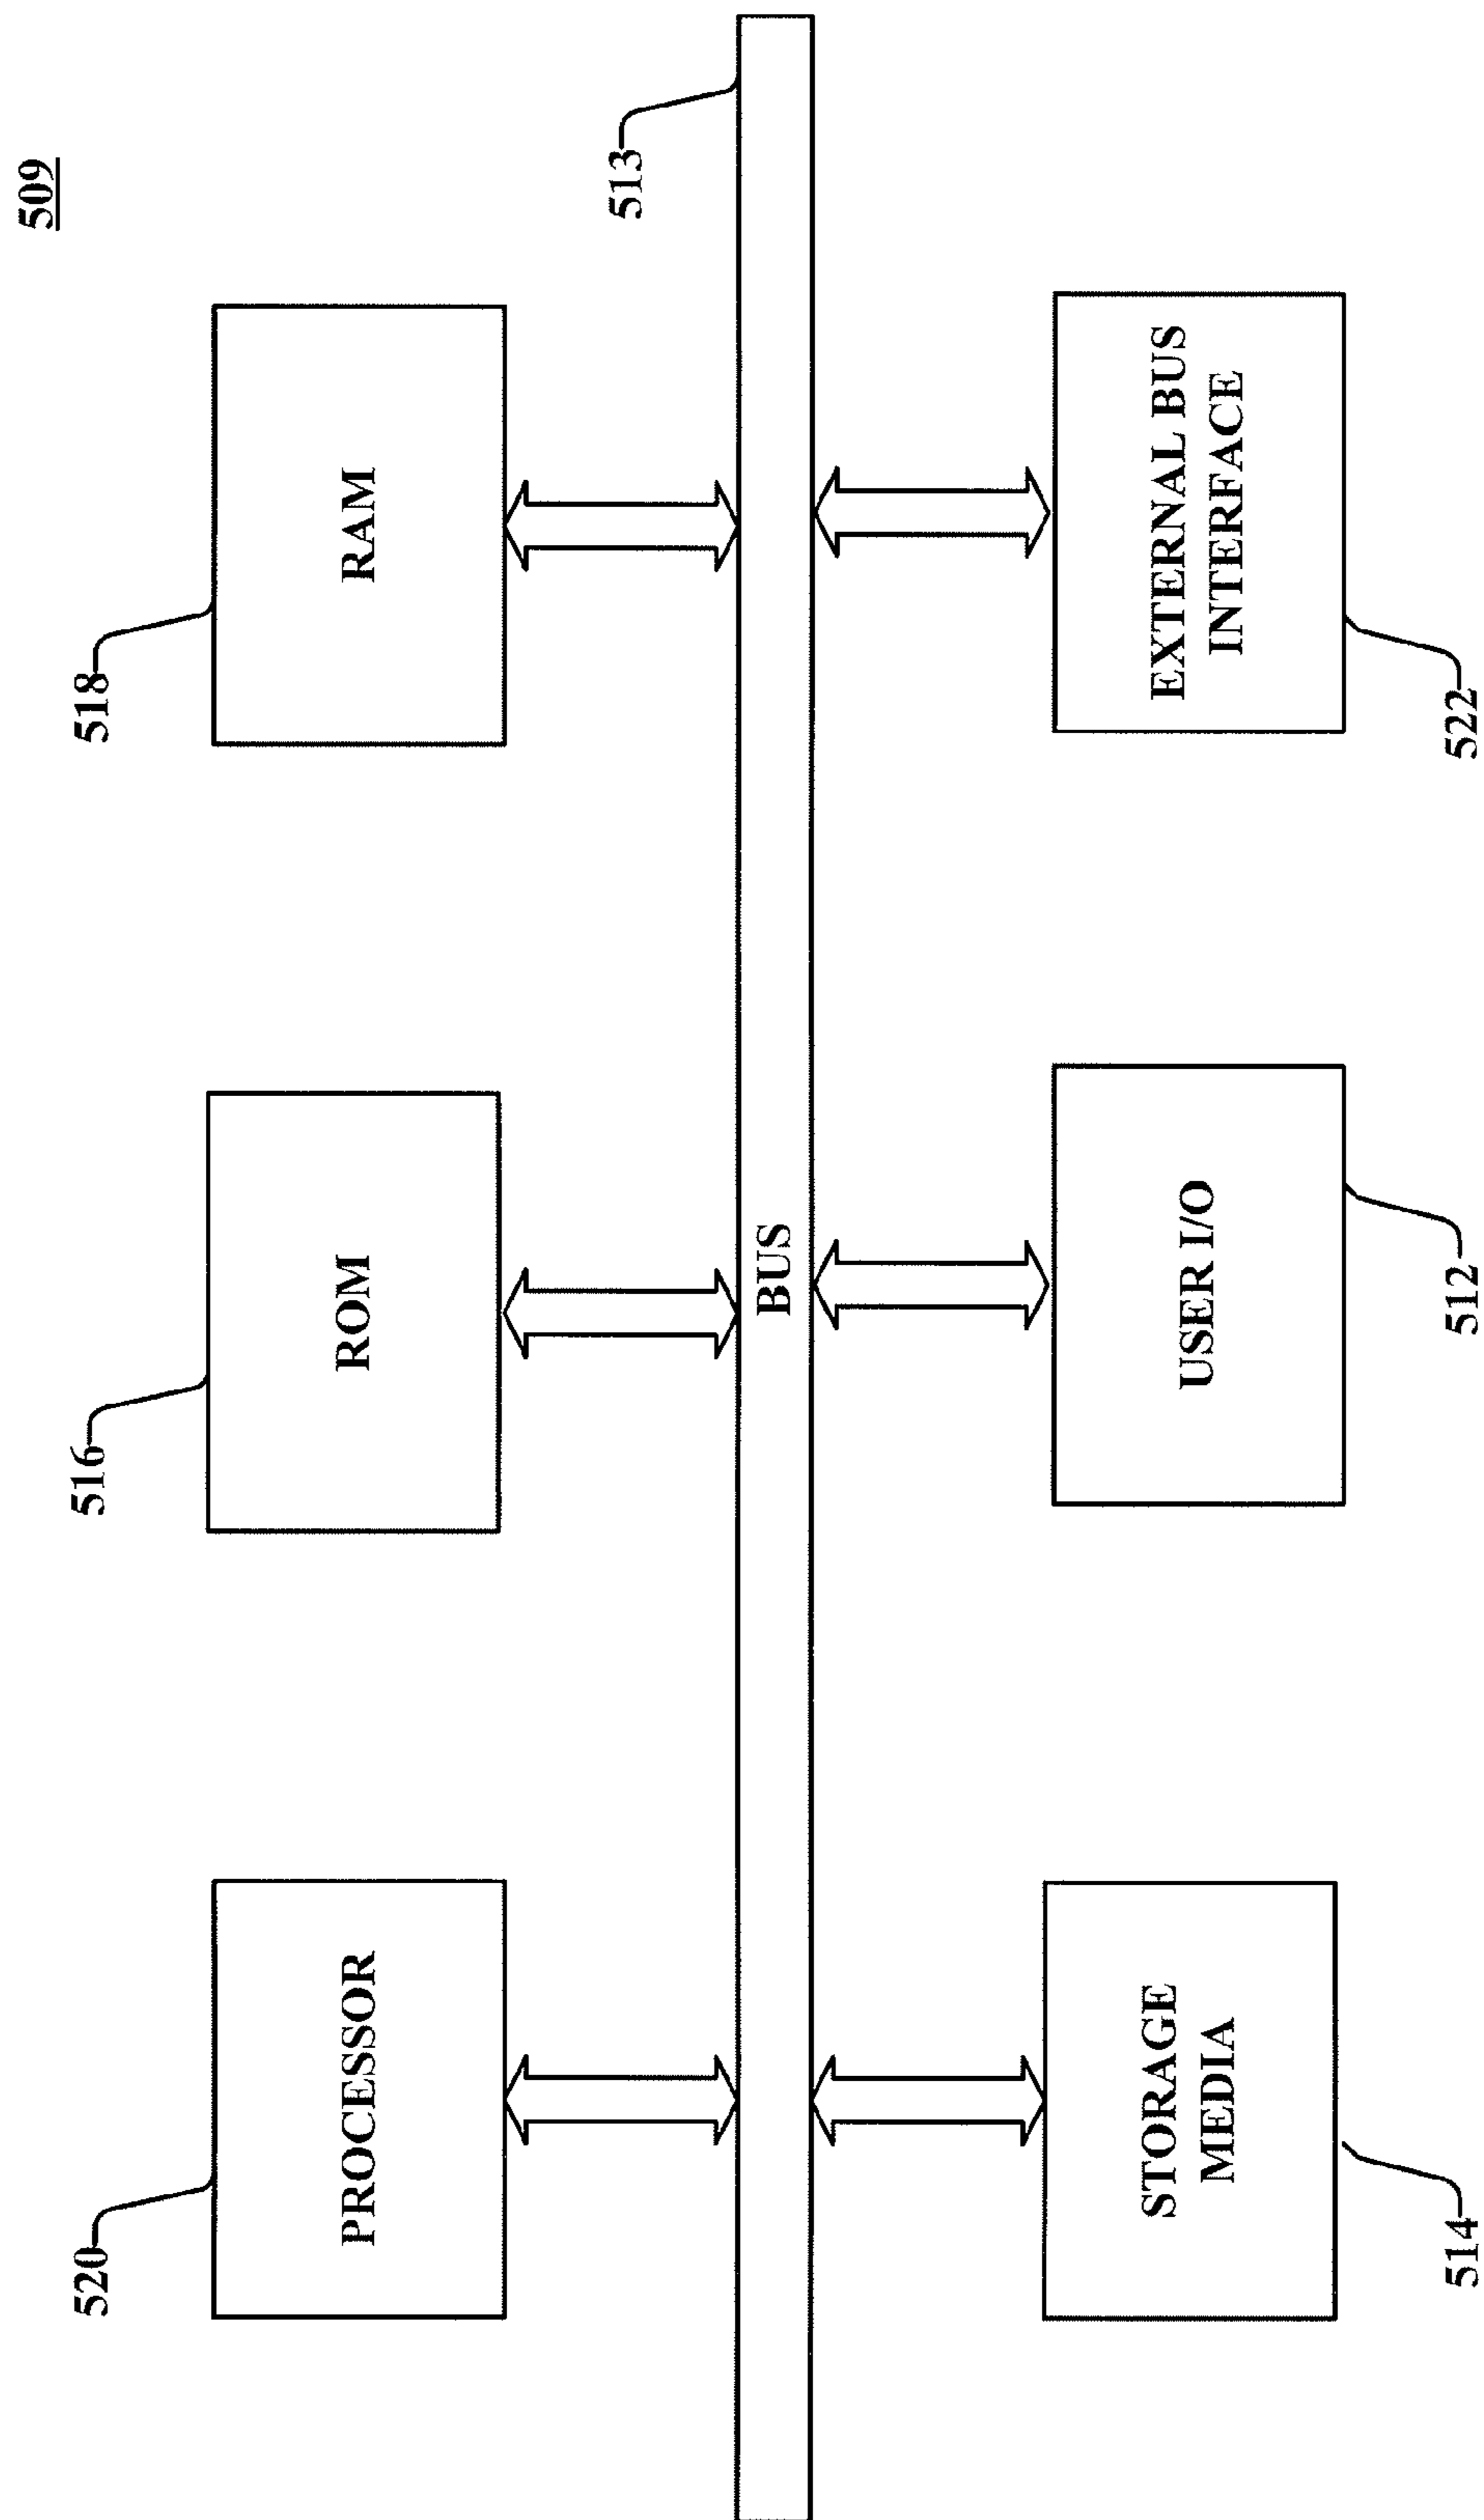 509
520
516
518
PROCESSOR
ROM
RAM
513
BUS
STORAGE
MEDIA
USER I/O
EXTERNAL BUS
INTERFACE
514
512
522